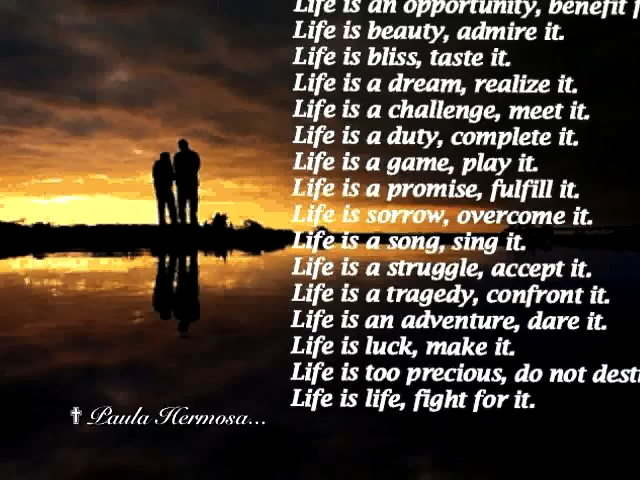 Life is an opportunity, benefit f
Life is beauty, admire it.
Life is bliss, taste it.
Life is a dream, realize it.
Life is a challenge, meet it.
Life is a duty, complete it.
Life is a game, play it.
Life is a promise, fulfill it.
Life is sorrow, overcome it.
Life is a song, sing it.
Life is a struggle, accept it.
Life is a tragedy, confront it.
Life is an adventure, dare it.
Life is luck, make it.
Life is too precious, do not dest
Life is life, fight for it.
✝ Paula Hermosa...